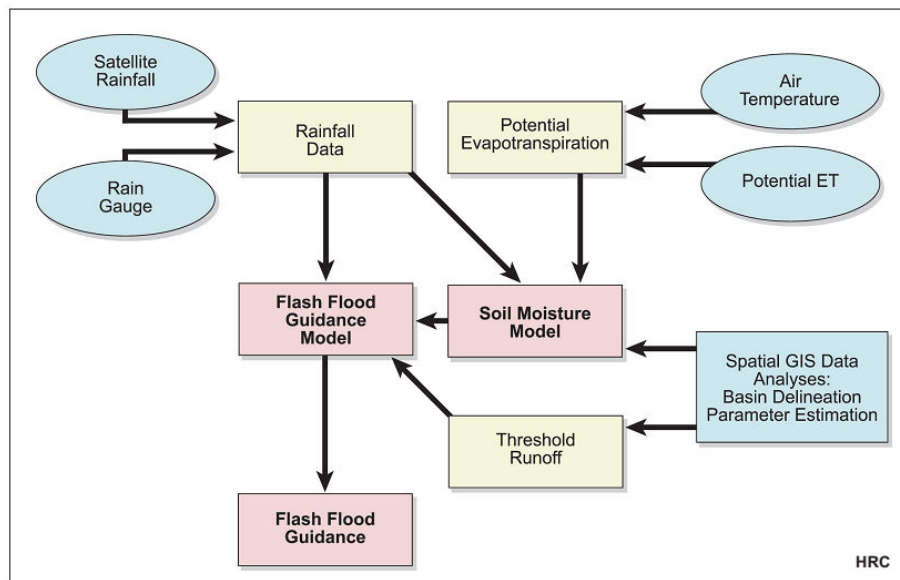 Satellite
Rainfall
Rain
Gauge
Rainfall
Data
Potential
Evapotranspiration
Air
Temperature
Potential ET
Flash Flood
Guidance
Model
Soil Moisture
Model
Spatial GIS Data
Analyses:
Basin Delineation
Parameter Estimation
Threshold
Runoff
Flash Flood
Guidance
HRC